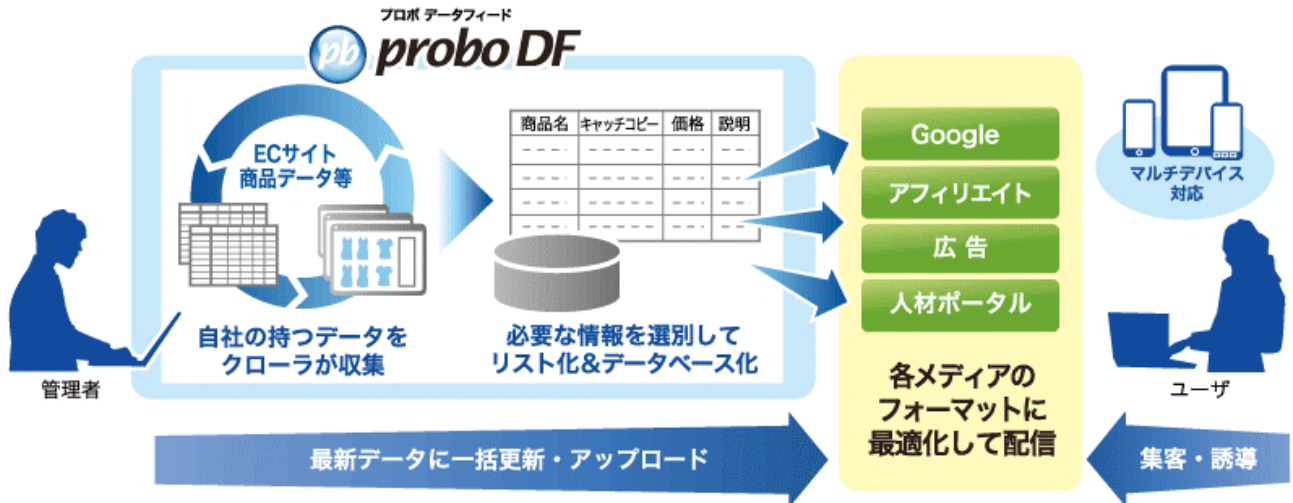 プロボ データフィード
pb probo DF
ECサイト
商品データ等
自社の持つデータを
クローラが収集
商品名 キャッチコピー 価格 説明
必要な情報を選別して
リスト化&データベース化
管理者
Google
アフィリエイト
広 告
人材ポータル
各メディアの
フォーマットに
最適化して配信
マルチデバイス
対応
ユーザ
最新データに一括更新・アップロード
集客・誘導